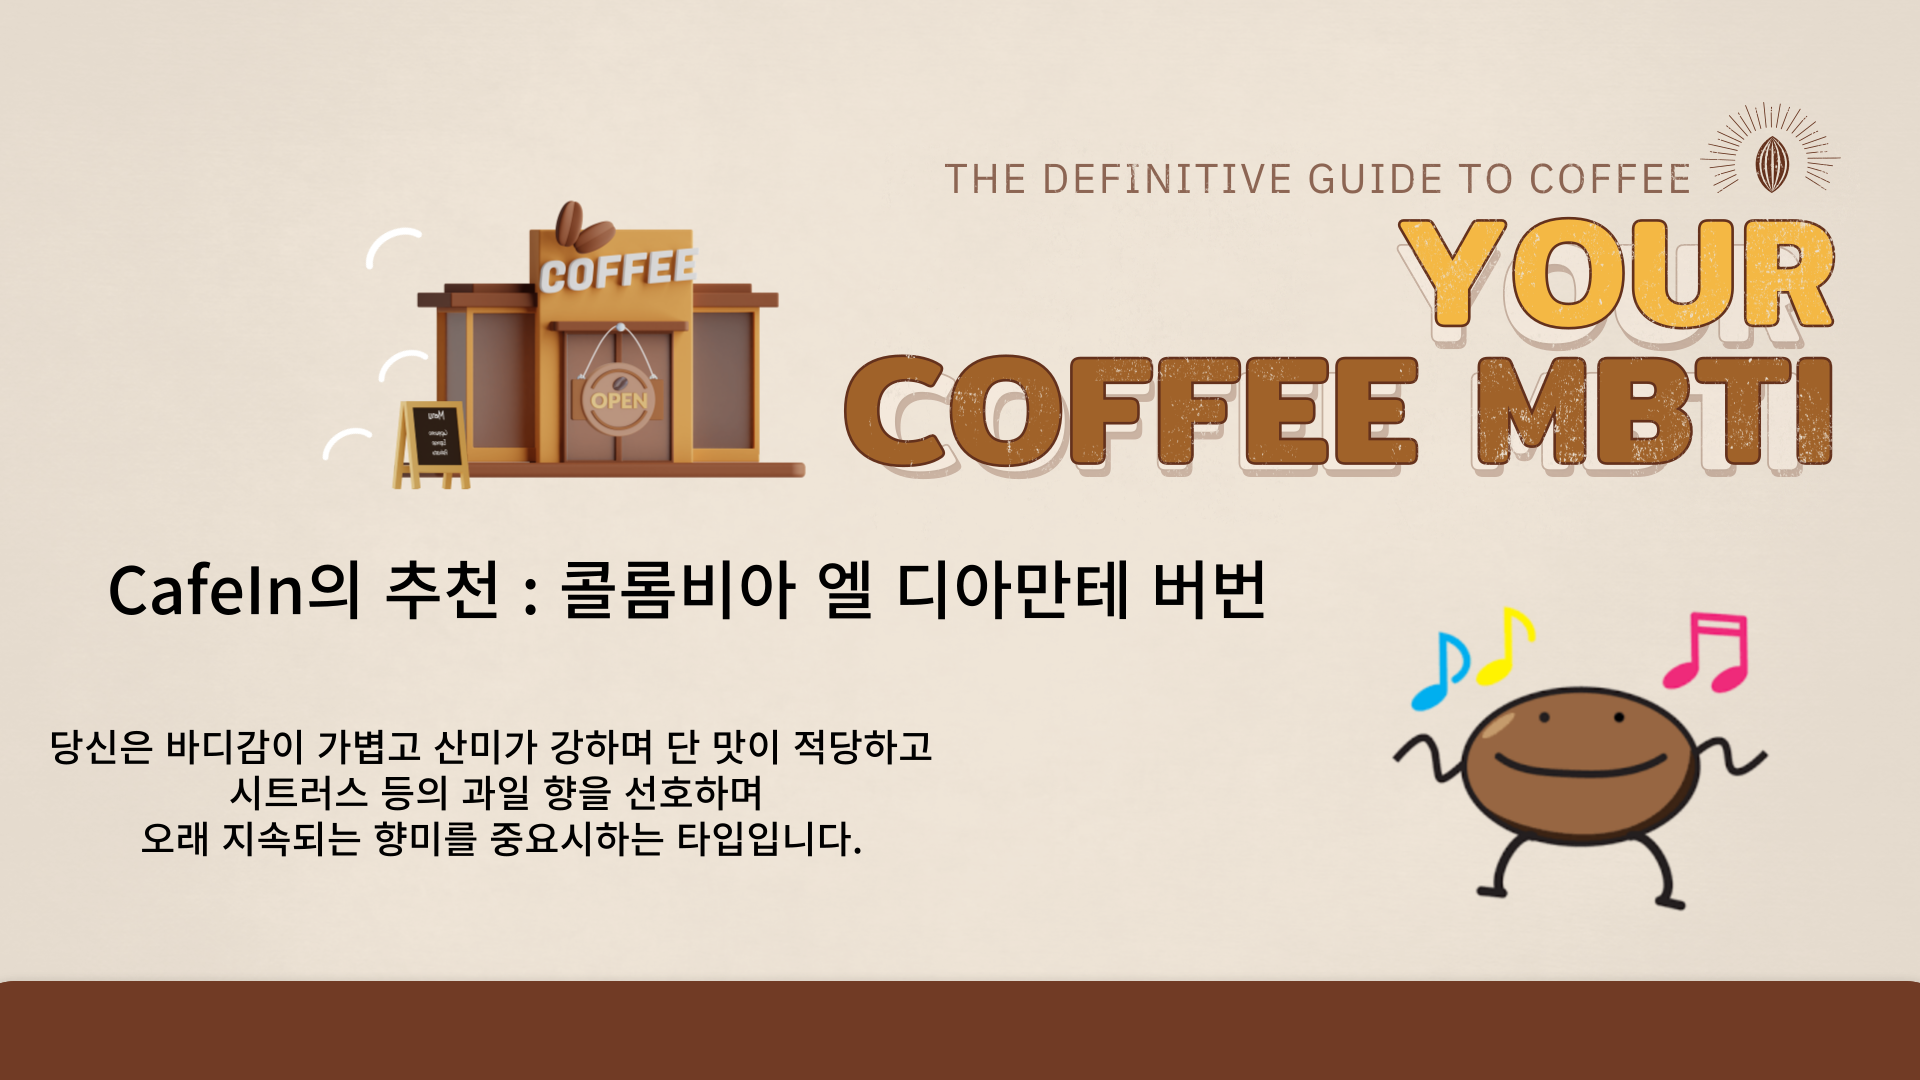 THE DEFINITIVE GUIDE TO COFFEE
YOUR
COFFEE MBTI
COFFEE
OPEN
Menu
CafeIn의 추천 : 콜롬비아 엘 디아만테 버번
당신은 바디감이 가볍고 산미가 강하며 단 맛이 적당하고
시트러스 등의 과일 향을 선호하며
오래 지속되는 향미를 중요시하는 타입입니다.